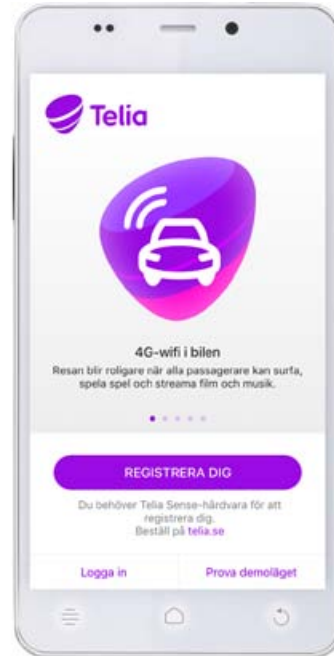 Telia
4G-wifi i bilen
Resan blir roligare när alla passagerare kan surfa,
spela spel och streama film och musik.
REGISTRERA DIG
Du behöver Telia Sense-hårdvara för att
registrera dig.
Beställ på telia.se
Logga in
Prova demoläget